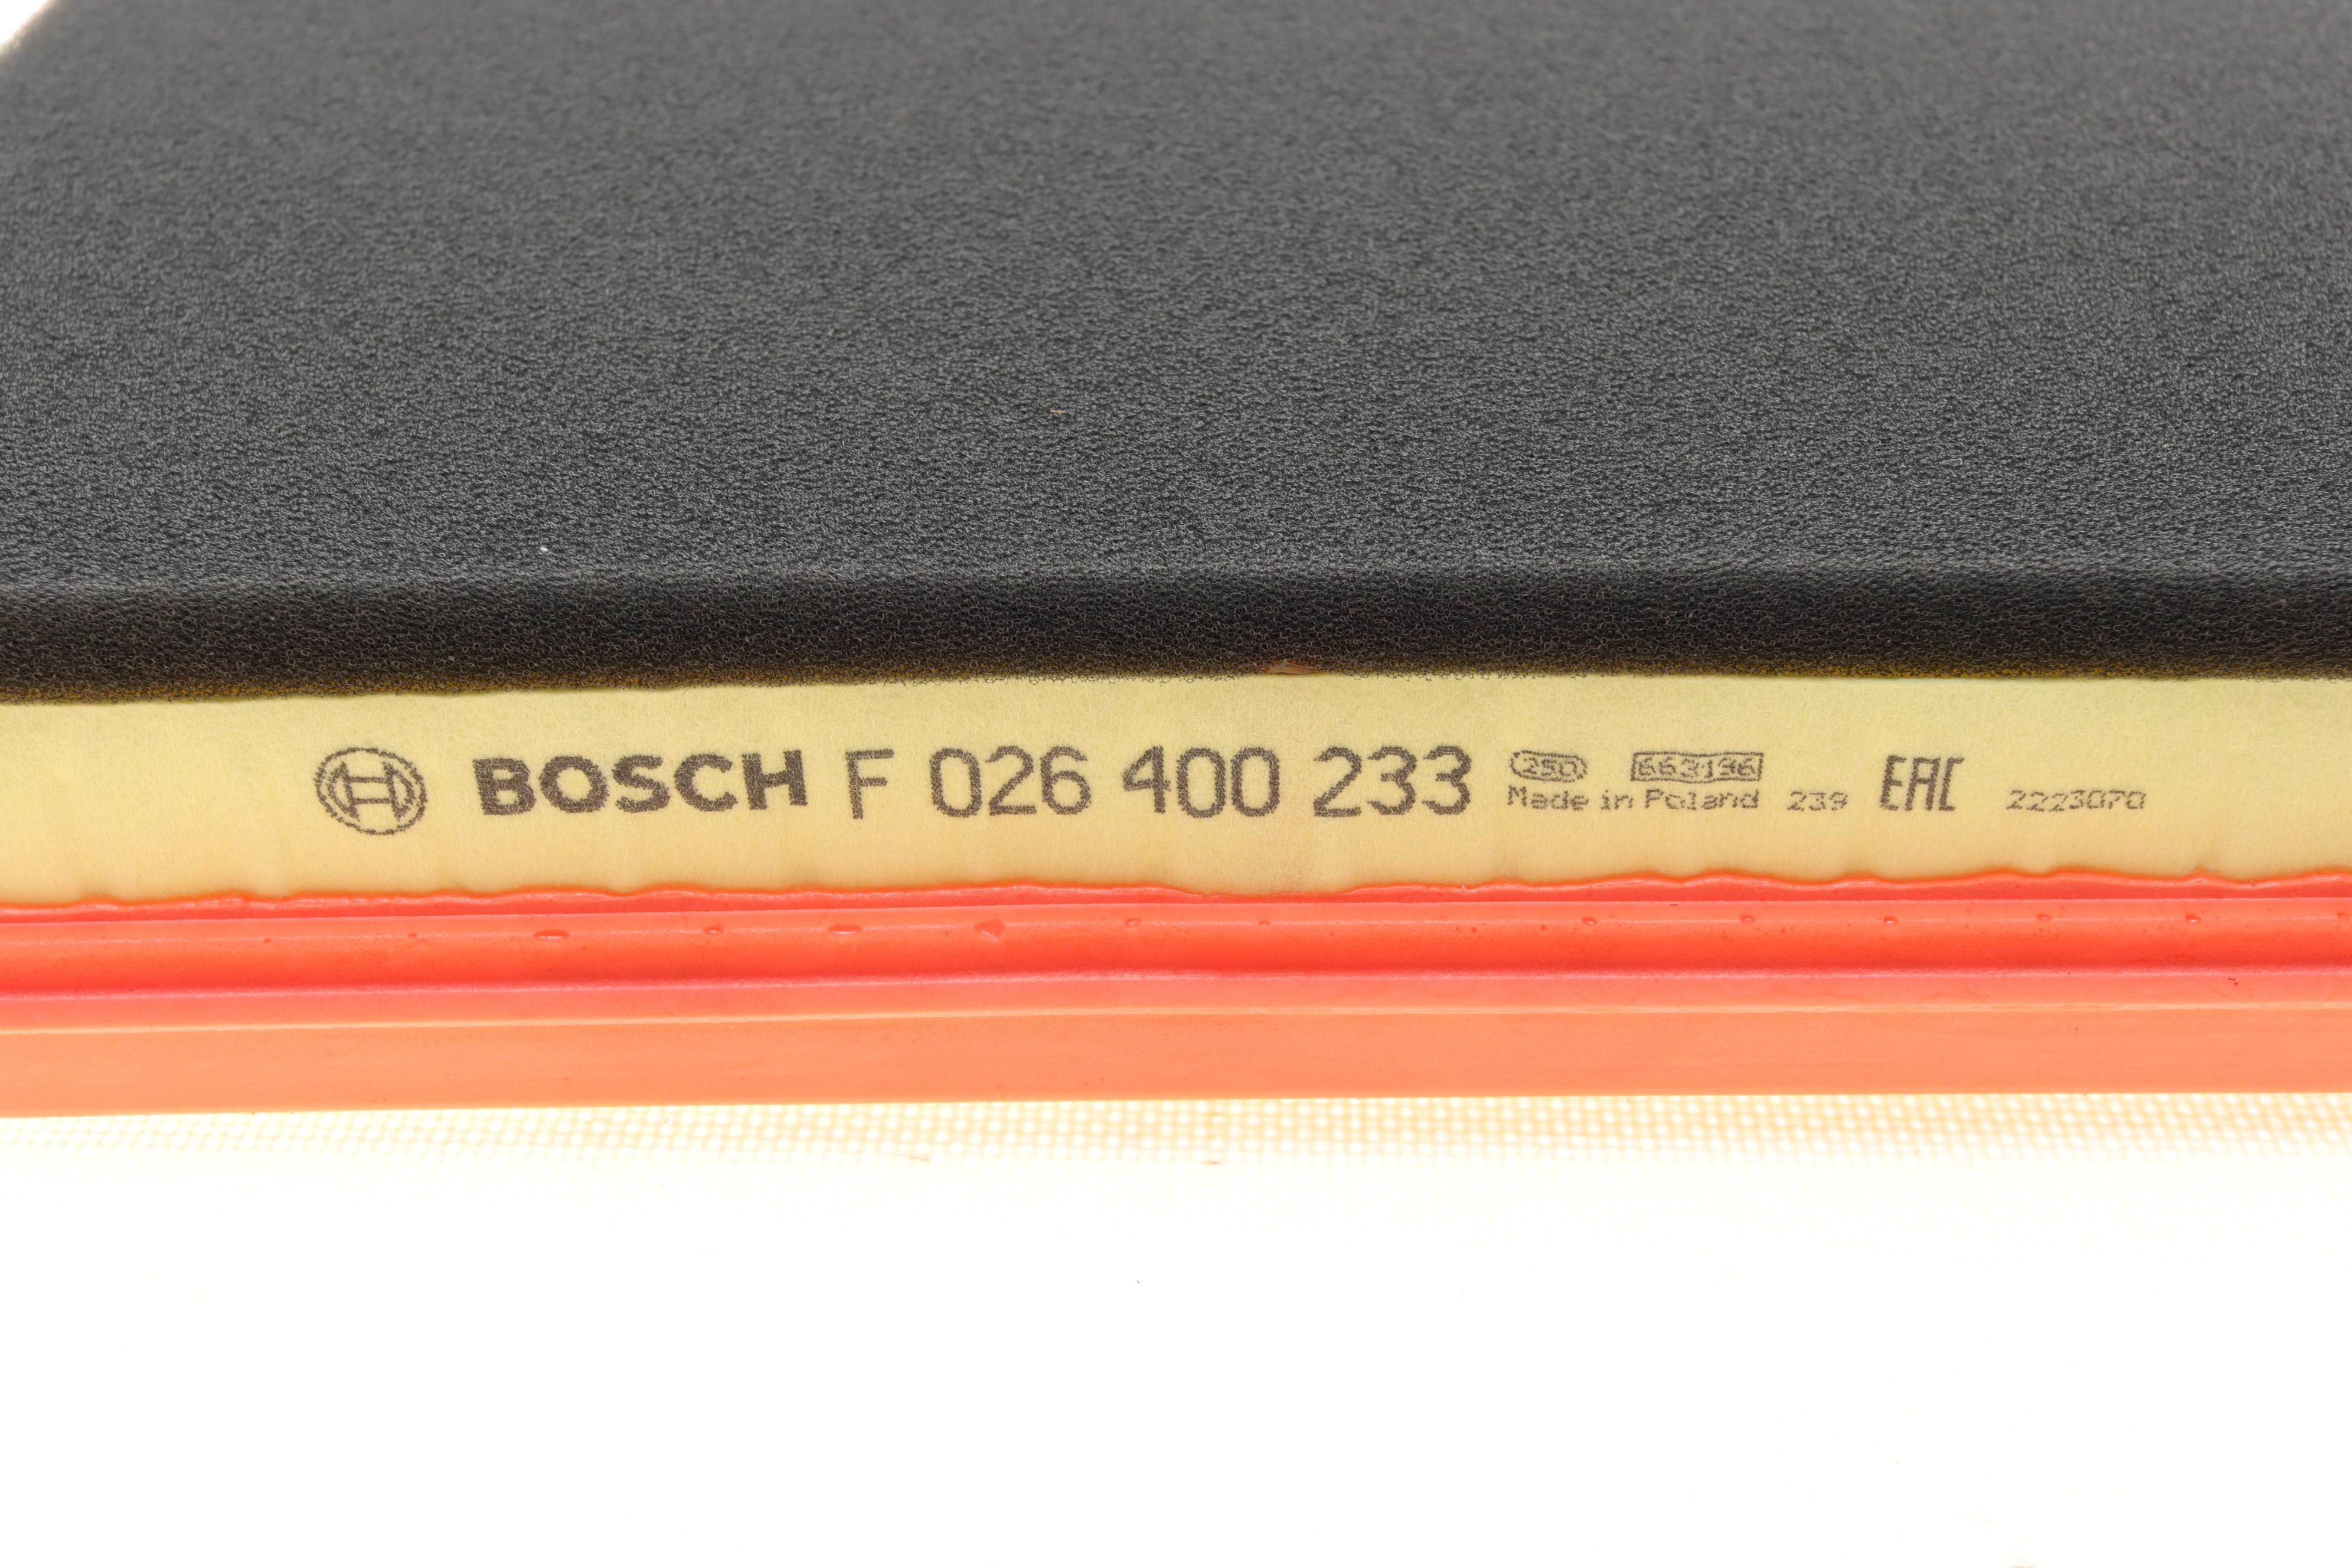 BOSCH F 026 400 233 250 663196
Made in Poland 239 EAC 2223070